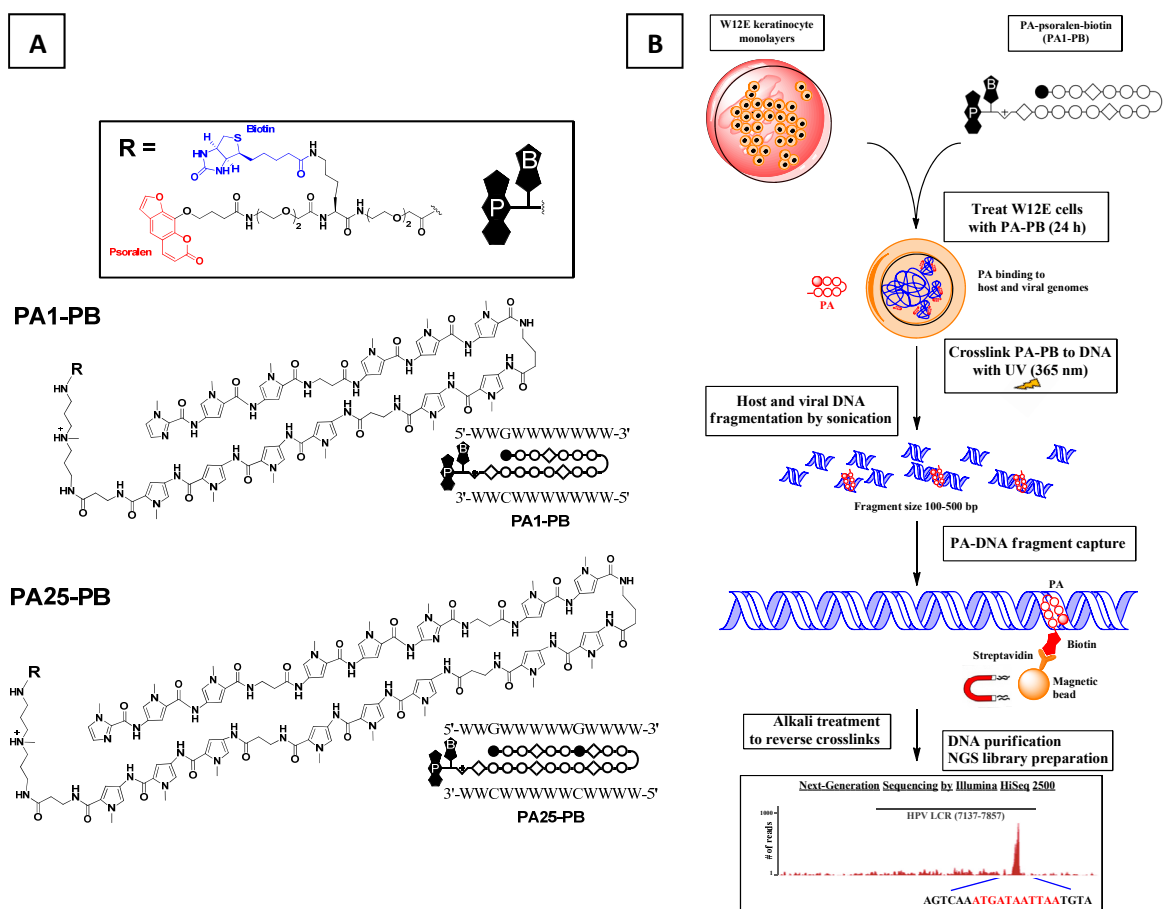 A
R =
Biotin
Psoralen
B
P
PA1-PB
R
5'-WWGWWWWWWW-3'
B
P
3'-WWCWWWWWWW-5'
PA1-PB
PA25-PB
R
5'-WWGWWWWWGWWWW-3'
B
P
3'-WWCWWWWWCWWWW-5'
PA25-PB
B
W12E keratinocyte
monolayers
PA-psoralen-biotin
(PA1-PB)
B
P
Treat W12E cells
with PA-PB (24 h)
PA binding to
host and viral genomes
PA
Crosslink PA-PB to DNA
with UV (365 nm)
Host and viral DNA
fragmentation by sonication
Fragment size 100-500 bp
PA-DNA fragment capture
PA
Biotin
Streptavidin
Magnetic
bead
Alkali treatment
to reverse crosslinks
DNA purification
NGS library preparation
Next-Generation Sequencing by Illumina HiSeq 2500
1000
HPV LCR (7137-7857)
# of reads
1
AGTCAAATGATAATTAATGTA